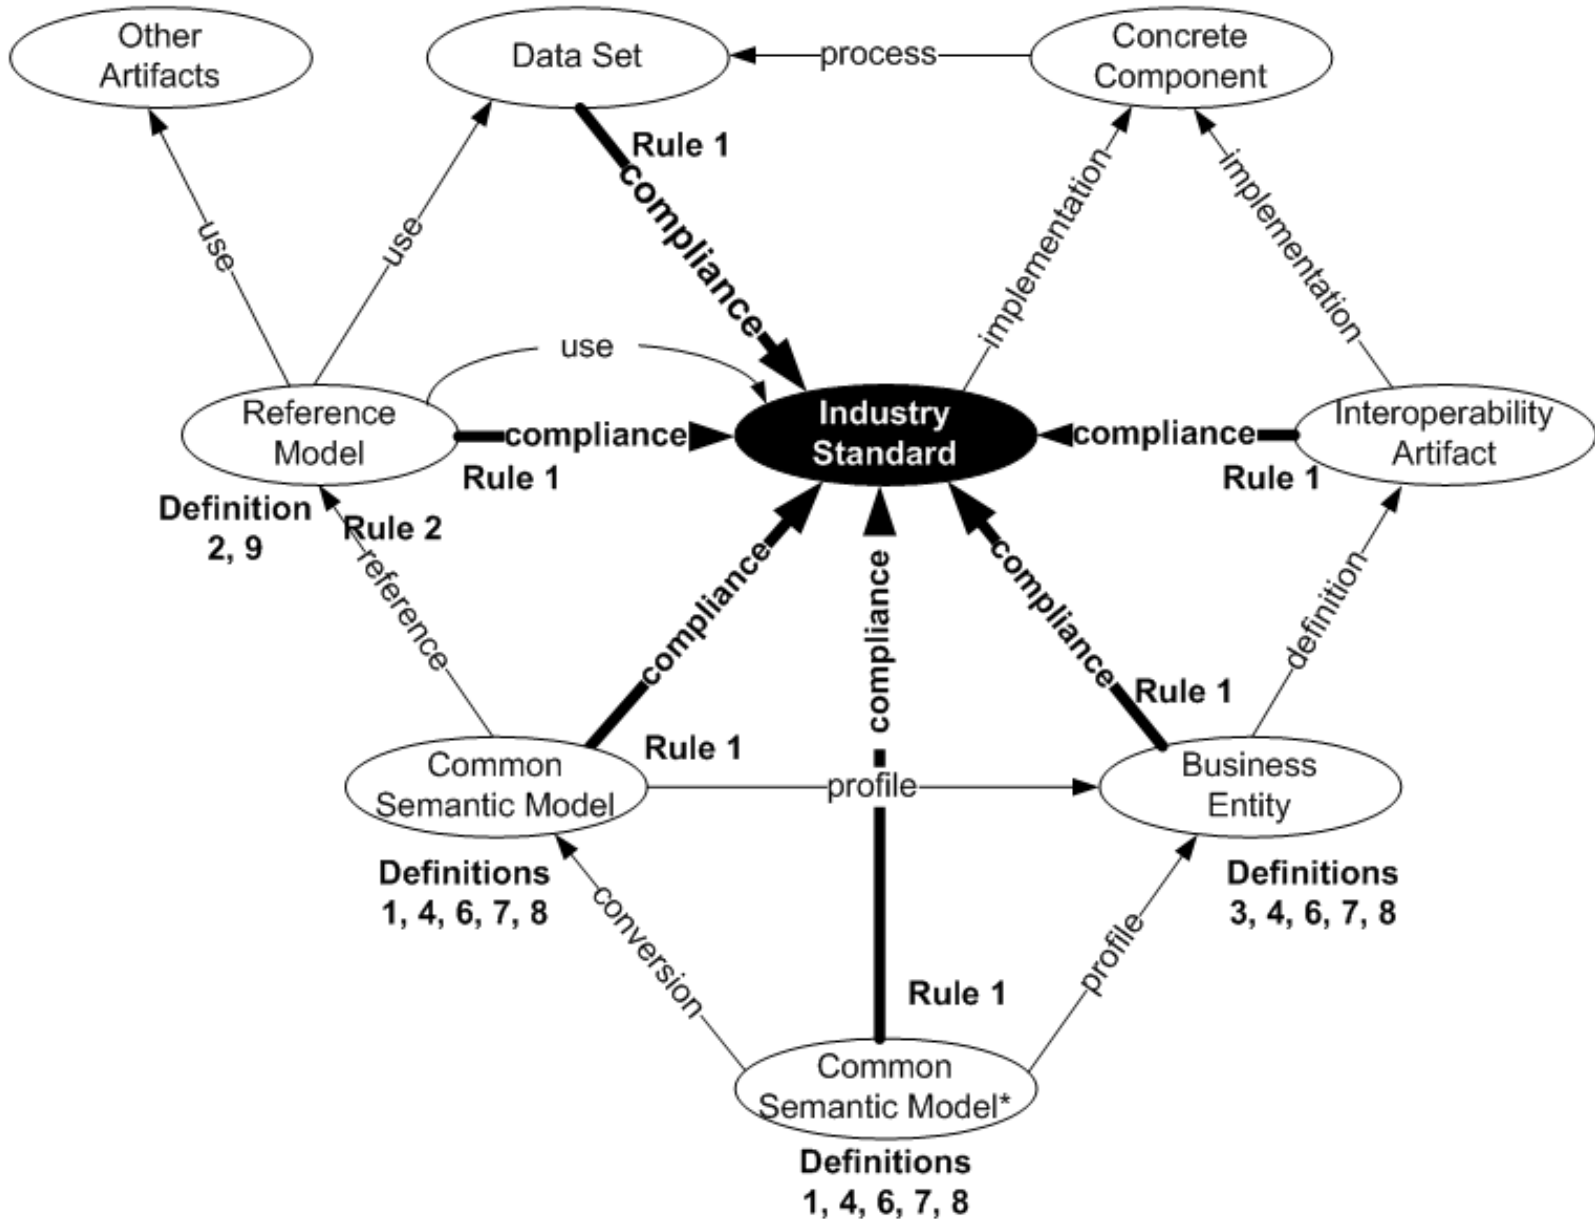 Other
Artifacts
Data Set
process
Concrete
Component
Rule 1
compliance
implementation
implementation
use
use
use
Reference
Model
compliance
Rule 1
Industry
Standard
compliance
Rule 1
Interoperability
Artifact
Definition
2, 9
Rule 2
reference
compliance
compliance
compliance
definition
Rule 1
Rule 1
Common
Semantic Model
profile
Business
Entity
Definitions
1, 4, 6, 7, 8
Definitions
3, 4, 6, 7, 8
conversion
profile
Rule 1
Common
Semantic Model*
Definitions
1, 4, 6, 7, 8